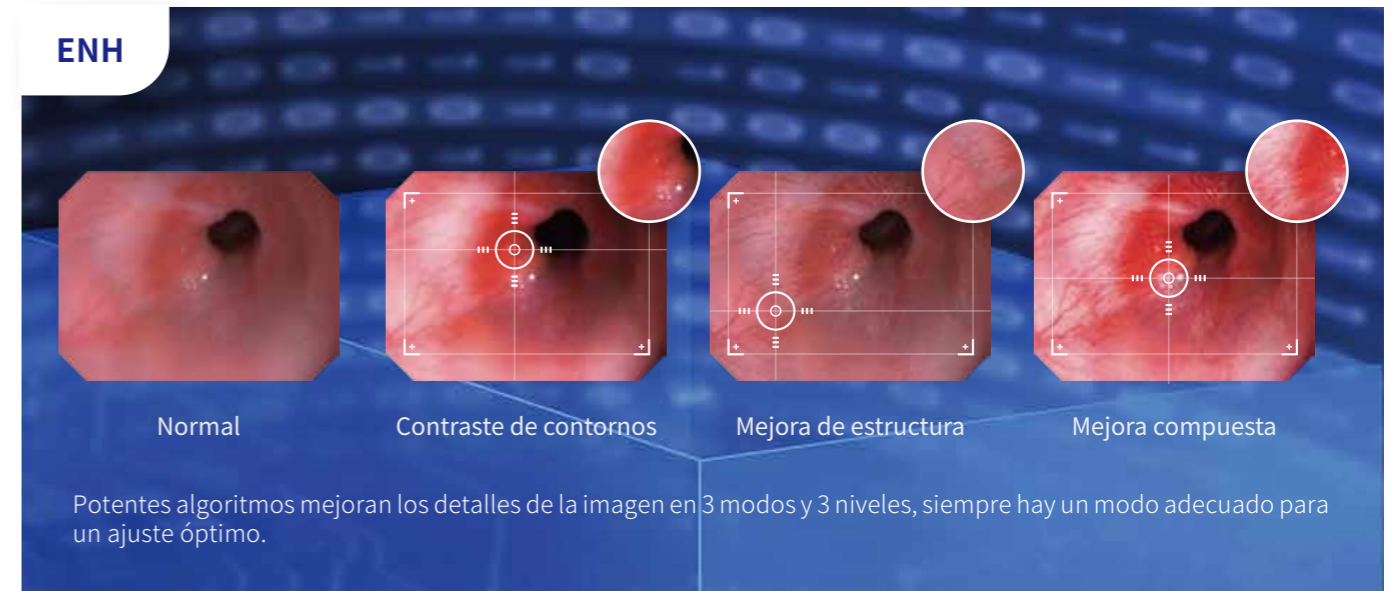 ENH
Normal
Contraste de contornos
Mejora de estructura
Mejora compuesta
Potentes algoritmos mejoran los detalles de la imagen en 3 modos y 3 niveles, siempre hay un modo adecuado para
un ajuste óptimo.